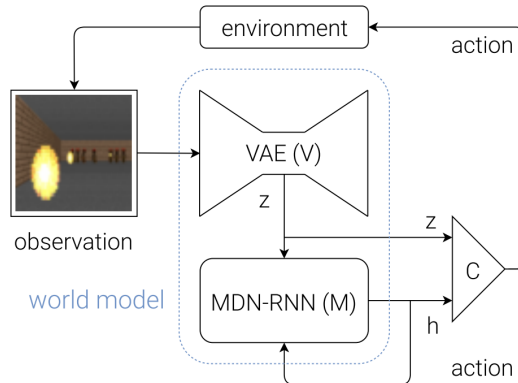 environment
action
VAE (V)
z
z
observation
C
world model
MDN-RNN (M)
h
action